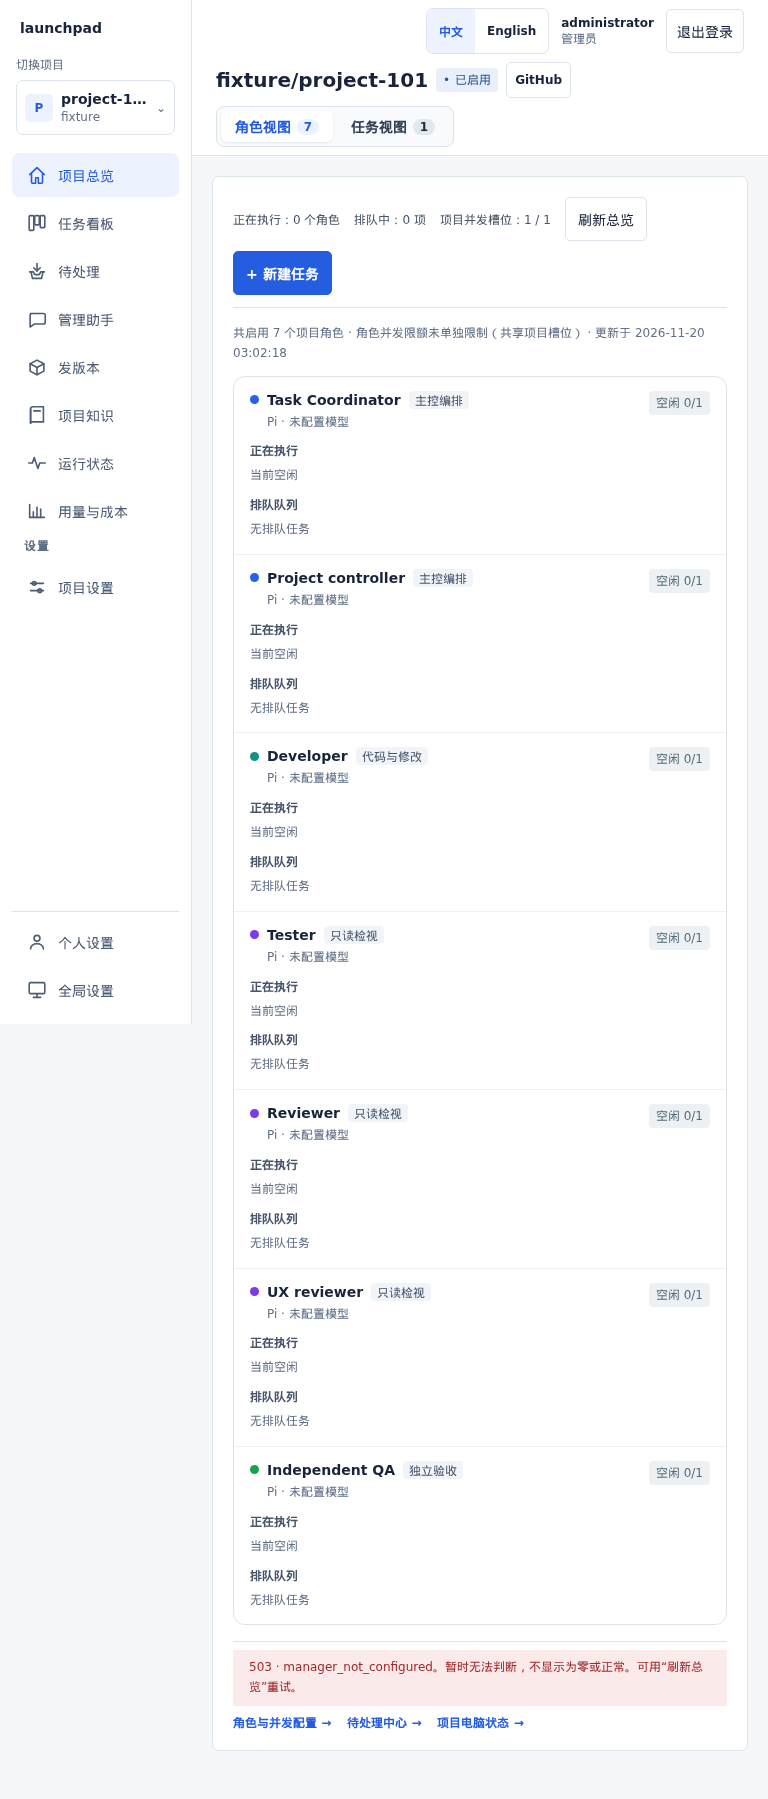 launchpad
切换项目
P
project-1…
fixture
项目总览
任务看板
待处理
管理助手
发版本
项目知识
运行状态
用量与成本
设置
项目设置
个人设置
全局设置
中文 English
administrator
管理员
退出登录
fixture/project-101 • 已启用 GitHub
角色视图 7 任务视图 1
正在执行：0 个角色 排队中：0 项 项目并发槽位：1 / 1 刷新总览
+ 新建任务
共启用 7 个项目角色 · 角色并发限额未单独限制（共享项目槽位） · 更新于 2026-11-20
03:02:18
Task Coordinator 主控编排 空闲 0/1
Pi · 未配置模型
正在执行
当前空闲
排队队列
无排队任务
Project controller 主控编排 空闲 0/1
Pi · 未配置模型
正在执行
当前空闲
排队队列
无排队任务
Developer 代码与修改 空闲 0/1
Pi · 未配置模型
正在执行
当前空闲
排队队列
无排队任务
Tester 只读检视 空闲 0/1
Pi · 未配置模型
正在执行
当前空闲
排队队列
无排队任务
Reviewer 只读检视 空闲 0/1
Pi · 未配置模型
正在执行
当前空闲
排队队列
无排队任务
UX reviewer 只读检视 空闲 0/1
Pi · 未配置模型
正在执行
当前空闲
排队队列
无排队任务
Independent QA 独立验收 空闲 0/1
Pi · 未配置模型
正在执行
当前空闲
排队队列
无排队任务
503 · manager_not_configured。暂时无法判断，不显示为零或正常。可用“刷新总
览”重试。
角色与并发配置 → 待处理中心 → 项目电脑状态 →